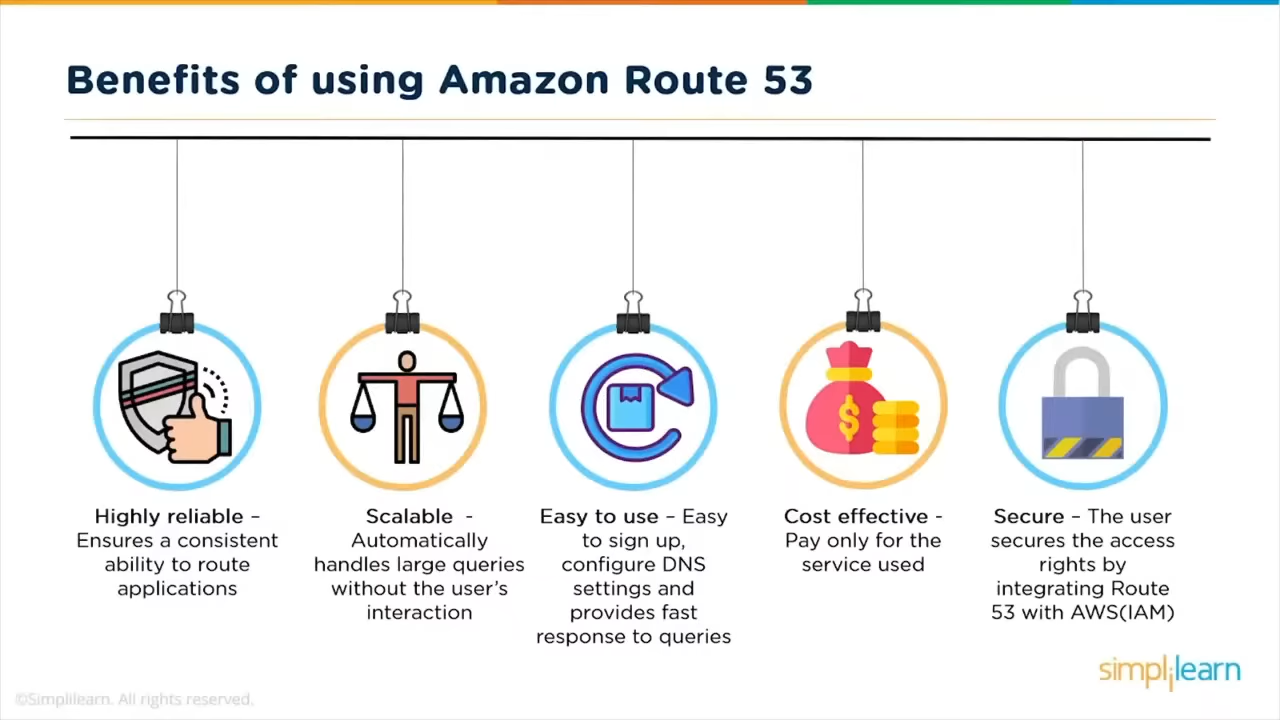 Benefits of using Amazon Route 53
$
Highly reliable –
Ensures a consistent
ability to route
applications
Scalable -
Automatically
handles large queries
without the user's
interaction
Easy to use – Easy
to sign up,
configure DNS
settings and
provides fast
response to queries
Cost effective -
Pay only for the
service used
Secure – The user
secures the access
rights by
integrating Route
53 with AWS(IAM)
simplilearn
©Simplilearn. All rights reserved.